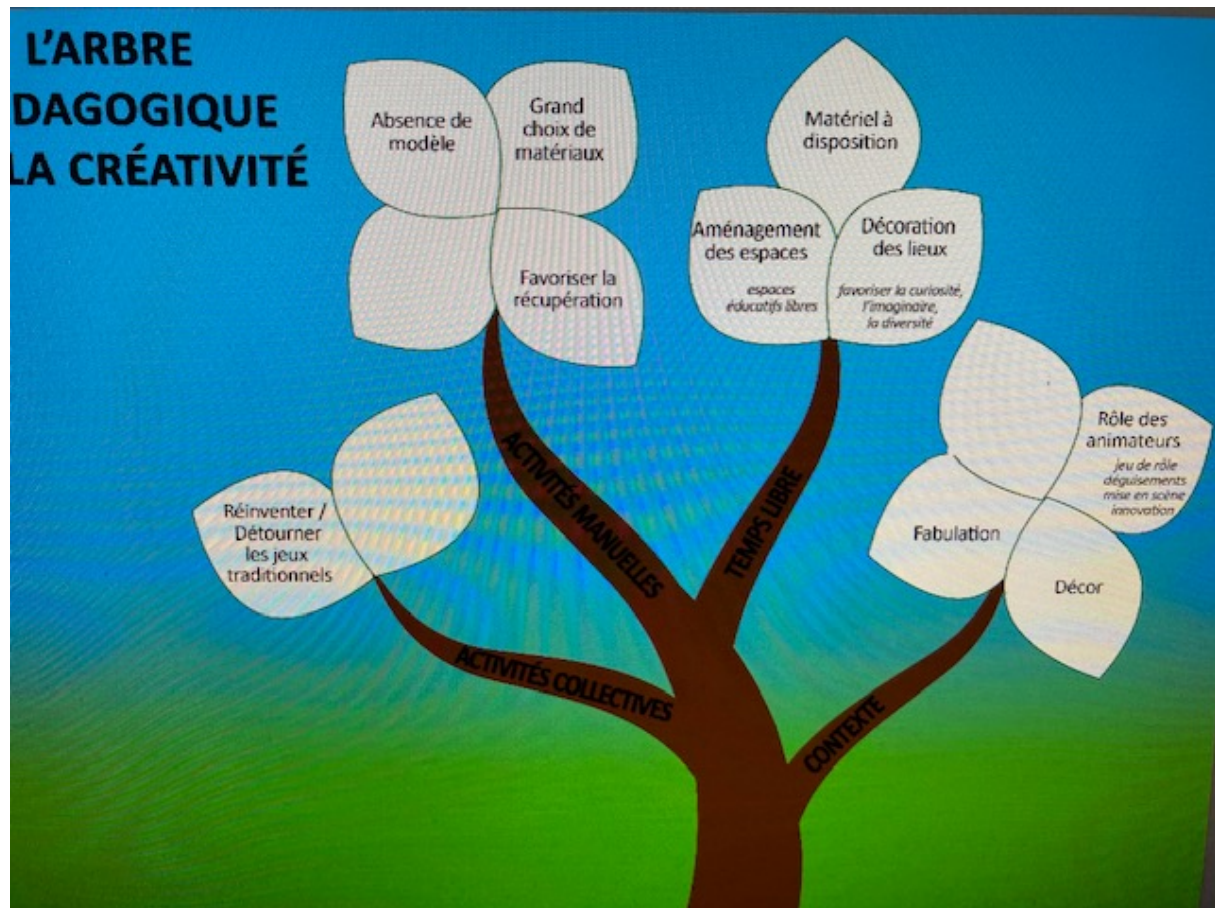 L'ARBRE
DAGOGIQUE
LA CRÉATIVITÉ
Absence de
modèle
Grand
choix de
matériaux
Favoriser la
récupération
Matériel à
disposition
Aménagement
des espaces
espaces
éducatifs libres
Décoration
des lieux
favoriser la curiosité,
l'imaginaire,
la diversité
Réinventer /
Détourner
les jeux
traditionnels
Rôle des
animateurs
jeu de rôle
déguisements
mise en scène
innovation
Fabulation
Décor
ACTIVITÉS MANUELLES
TEMPS LIBRE
ACTIVITÉS COLLECTIVES
CONTEXTE